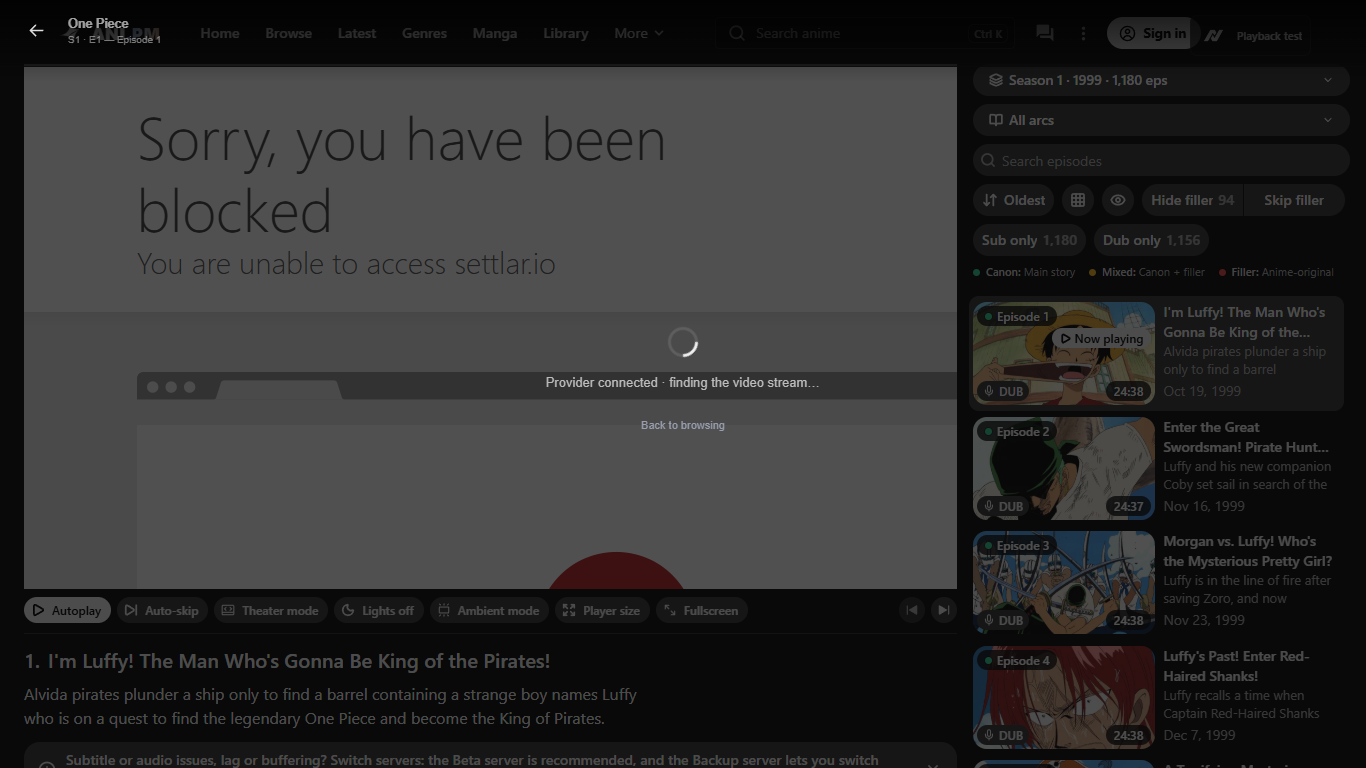 One Piece
S1 · E1 — Episode 1
Home
Browse
Latest
Genres
Manga
Library
More
Search anime
Ctrl K
Sign in
Playback test
Sorry, you have been
blocked
You are unable to access settlar.io
Provider connected · finding the video stream…
Back to browsing
Autoplay
Auto-skip
Theater mode
Lights off
Ambient mode
Player size
Fullscreen
1. I'm Luffy! The Man Who's Gonna Be King of the Pirates!
Alvida pirates plunder a ship only to find a barrel containing a strange boy names Luffy
who is on a quest to find the legendary One Piece and become the King of Pirates.
Subtitle or audio issues, lag or buffering? Switch servers: the Beta server is recommended, and the Backup server lets you switch
Season 1 · 1999 · 1,180 eps
All arcs
Search episodes
Oldest
Hide filler 94
Skip filler
Sub only 1,180
Dub only 1,156
Canon: Main story
Mixed: Canon + filler
Filler: Anime-original
Episode 1
Now playing
DUB
24:38
I'm Luffy! The Man Who's
Gonna Be King of the...
Alvida pirates plunder a ship
only to find a barrel
Oct 19, 1999
Episode 2
DUB
24:37
Enter the Great
Swordsman! Pirate Hunt...
Luffy and his new companion
Coby set sail in search of the
Nov 16, 1999
Episode 3
DUB
24:38
Morgan vs. Luffy! Who's
the Mysterious Pretty Girl?
Luffy is in the line of fire after
saving Zoro, and now
Nov 23, 1999
Episode 4
DUB
24:38
Luffy's Past! Enter Red-
Haired Shanks!
Luffy recalls a time when
Captain Red-Haired Shanks
Dec 7, 1999